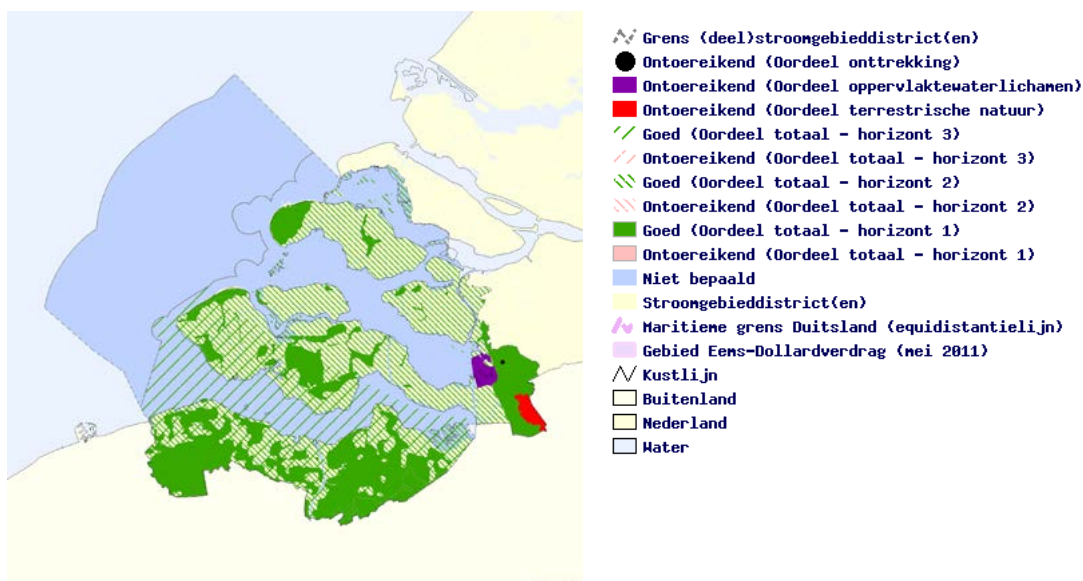 Grens (deel)stroomgebieddistrict(en)
Ontoereikend (Oordeel onttrekking)
Ontoereikend (Oordeel oppervlaktewaterlichamen)
Ontoereikend (Oordeel terrestrische natuur)
Goed (Oordeel totaal - horizont 3)
Ontoereikend (Oordeel totaal - horizont 3)
Goed (Oordeel totaal - horizont 2)
Ontoereikend (Oordeel totaal - horizont 2)
Goed (Oordeel totaal - horizont 1)
Ontoereikend (Oordeel totaal - horizont 1)
Niet bepaald
Stroomgebieddistrict(en)
Maritieme grens Duitsland (equidistantielijn)
Gebied Eems-Dollardverdrag (mei 2011)
Kustlijn
Buitenland
Nederland
Water